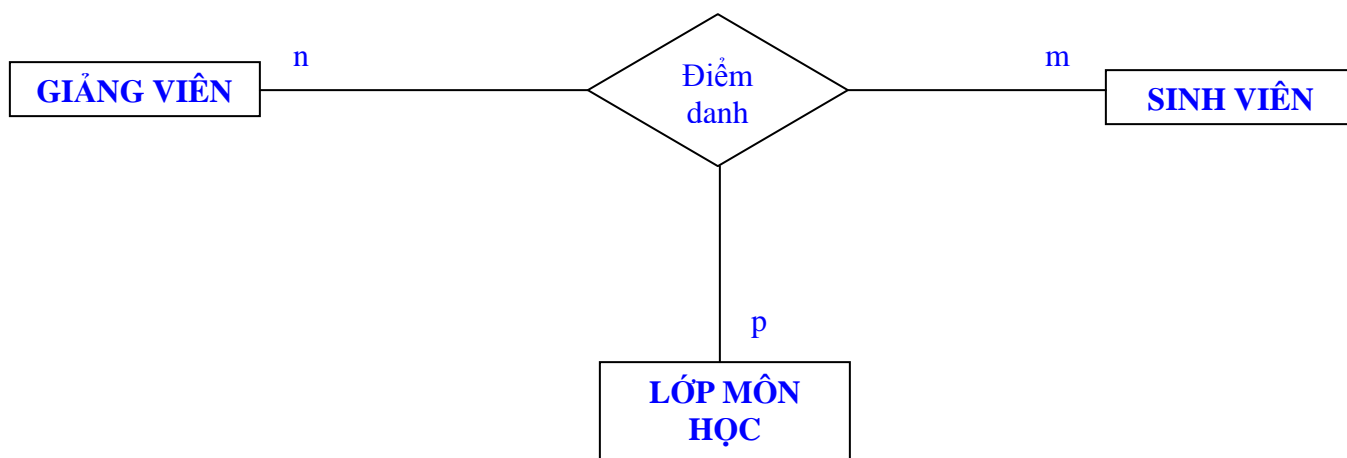 n
Điểm
danh
m
GIẢNG VIÊN
SINH VIÊN
p
LỚP MÔN
HỌC